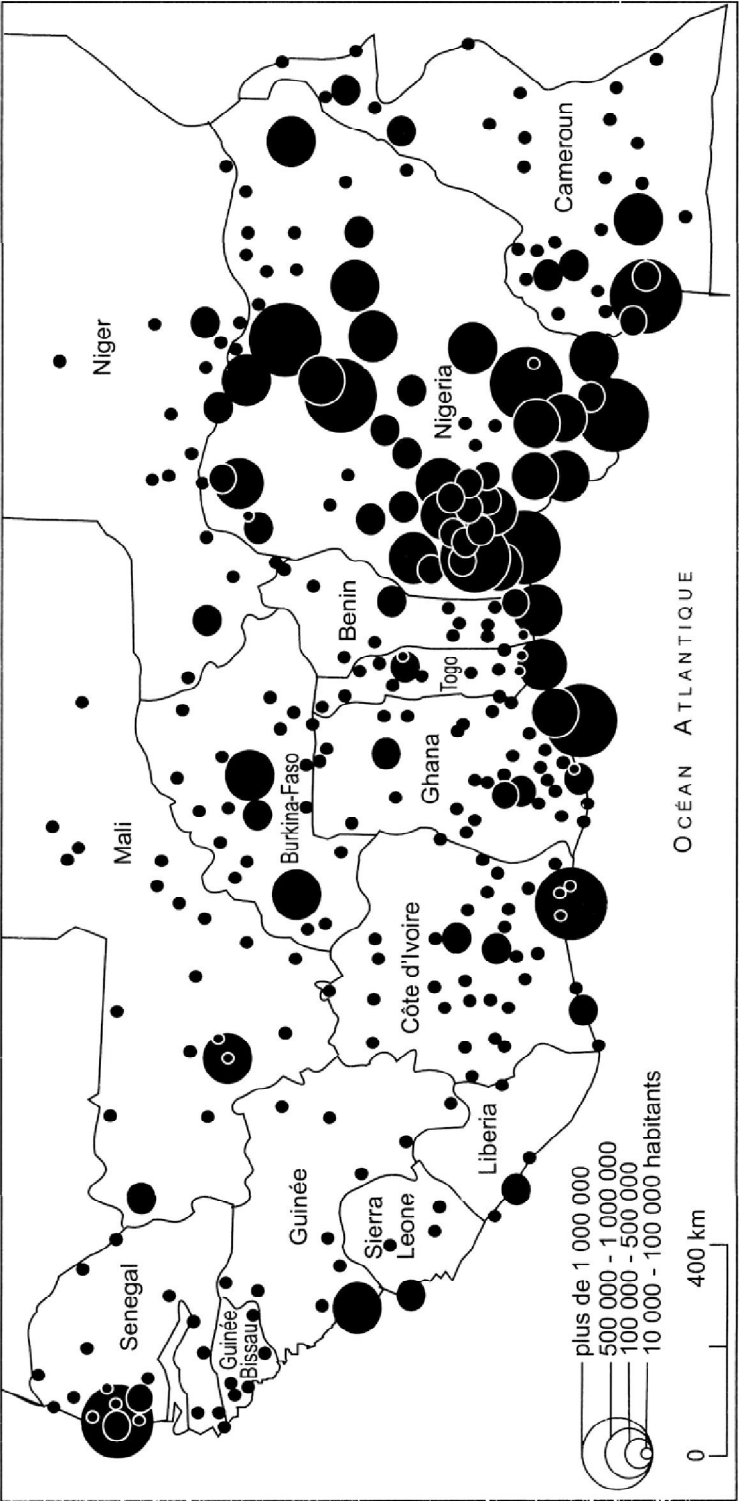 Niger
Mali
Senegal
Burkina-Faso
Benin
Nigeria
Guinée
Guinée
Bissau
Sierra
Leone
Liberia
Côte d'Ivoire
Ghana
Togo
Cameroun
OCÉAN ATLANTIQUE
plus de 1 000 000
500 000 - 1 000 000
100 000 - 500 000
10 000 - 100 000 habitants
0 400 km